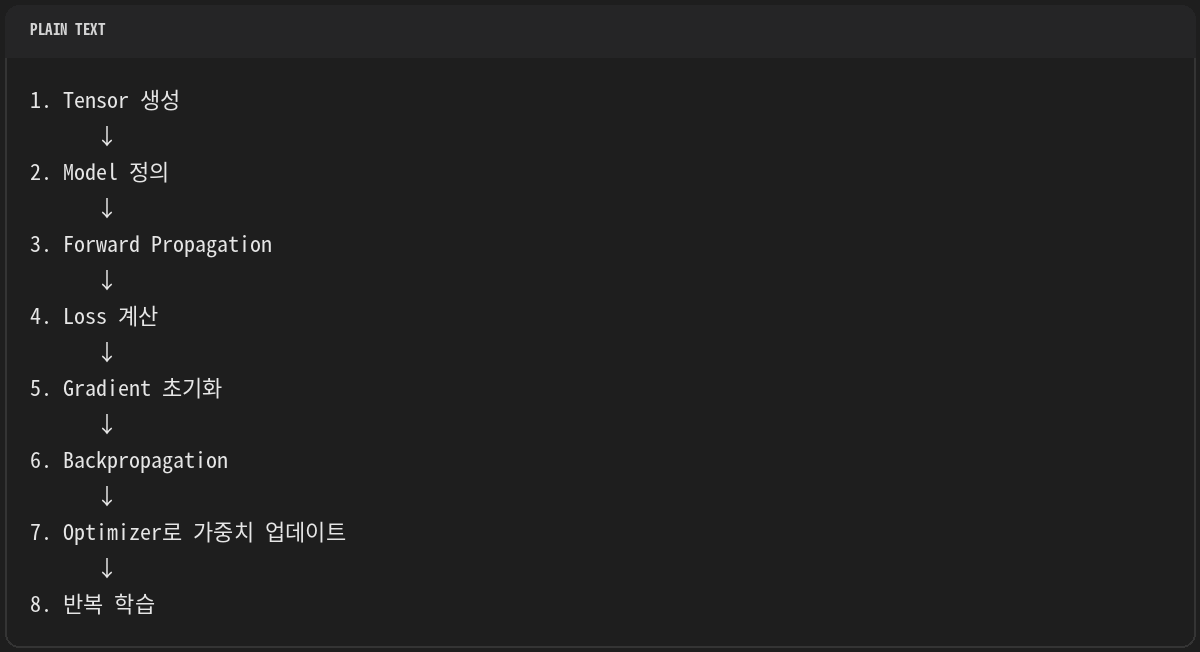 PLAIN TEXT
1. Tensor 생성
↓
2. Model 정의
↓
3. Forward Propagation
↓
4. Loss 계산
↓
5. Gradient 초기화
↓
6. Backpropagation
↓
7. Optimizer로 가중치 업데이트
↓
8. 반복 학습